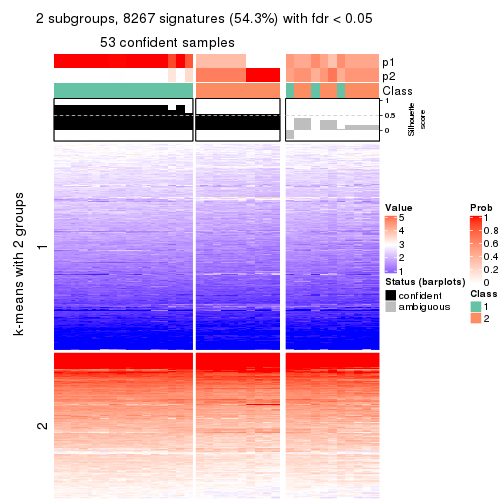 2 subgroups, 8267 signatures (54.3%) with fdr < 0.05
53 confident samples
p1
p2
Class
1
0.5
0
Silhouette
score
k-means with 2 groups
1
2
Value
5
4
3
2
1
Status (barplots)
confident
ambiguous
Prob
1
0.8
0.6
0.4
0.2
0
Class
1
2